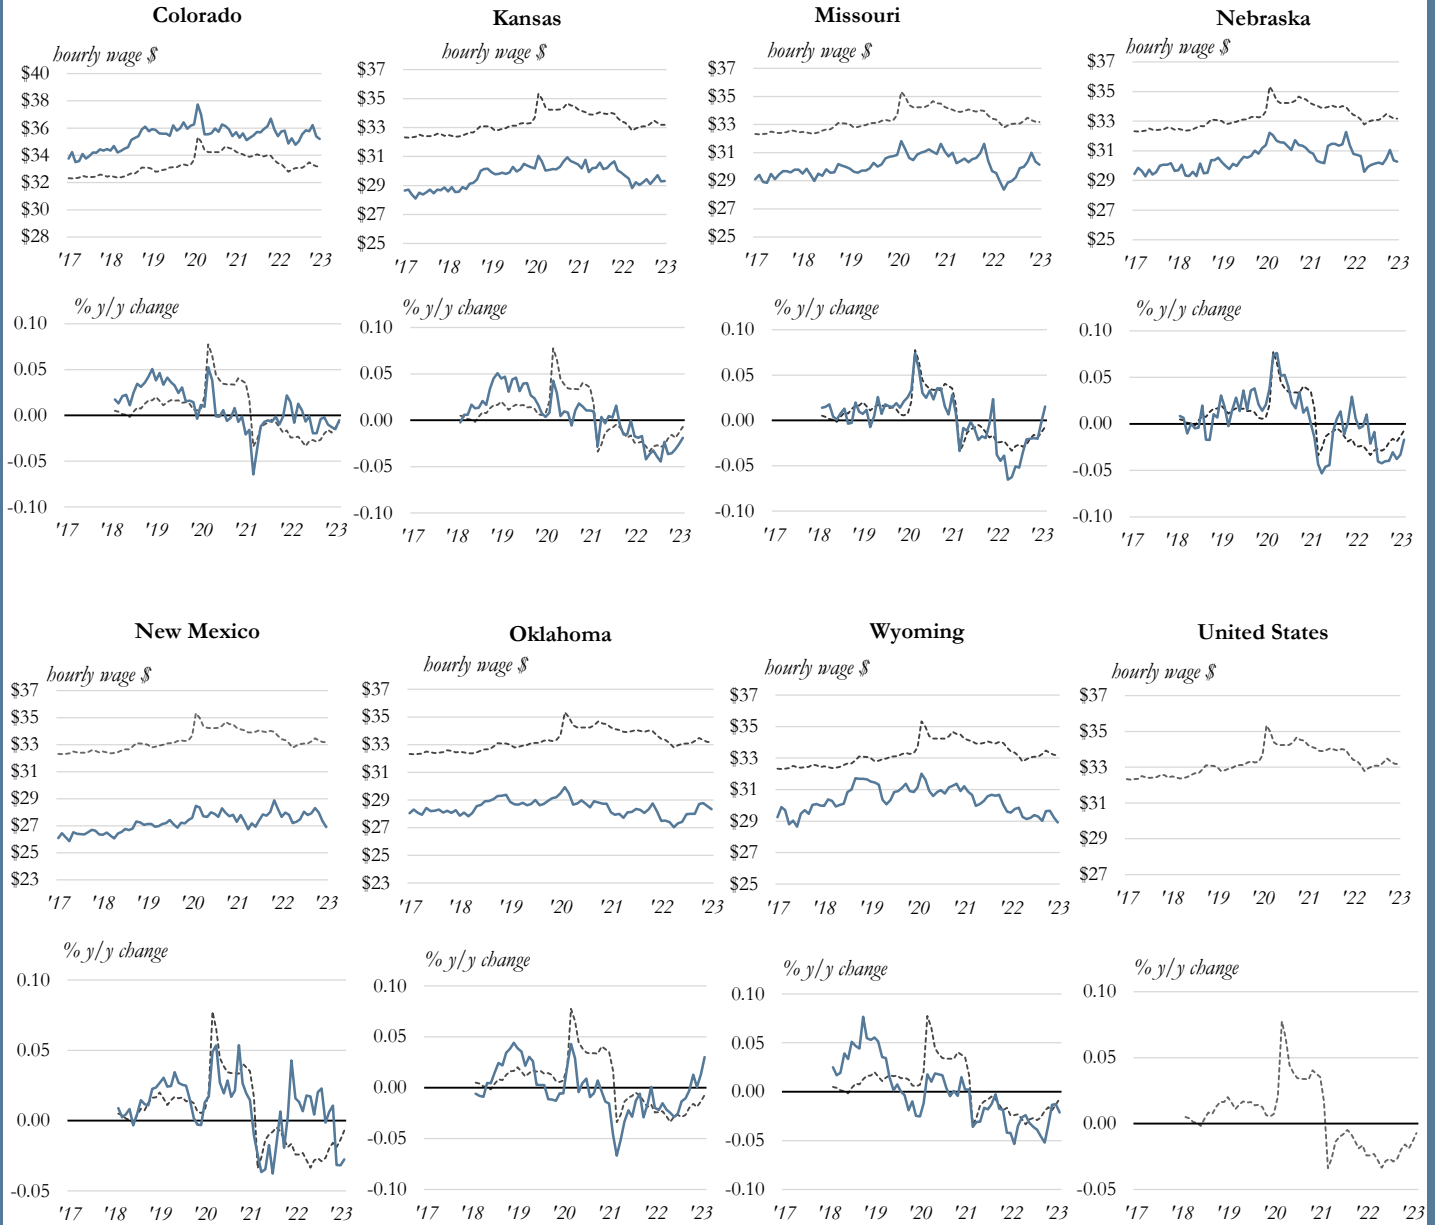 Colorado
hourly wage $
$40
$38
$36
$34
$32
$30
$28
'17 '18 '19 '20 '21 '22 '23
Kansas
hourly wage $
$37
$35
$33
$31
$29
$27
$25
'17 '18 '19 '20 '21 '22 '23
Missouri
hourly wage $
$37
$35
$33
$31
$29
$27
$25
'17 '18 '19 '20 '21 '22 '23
Nebraska
hourly wage $
$37
$35
$33
$31
$29
$27
$25
'17 '18 '19 '20 '21 '22 '23
% y/y change
0.10
0.05
0.00
-0.05
-0.10
'17 '18 '19 '20 '21 '22 '23
% y/y change
0.10
0.05
0.00
-0.05
-0.10
'17 '18 '19 '20 '21 '22 '23
% y/y change
0.10
0.05
0.00
-0.05
-0.10
'17 '18 '19 '20 '21 '22 '23
% y/y change
0.10
0.05
0.00
-0.05
-0.10
'17 '18 '19 '20 '21 '22 '23
New Mexico
hourly wage $
$37
$35
$33
$31
$29
$27
$25
$23
'17 '18 '19 '20 '21 '22 '23
Oklahoma
hourly wage $
$37
$35
$33
$31
$29
$27
$25
$23
'17 '18 '19 '20 '21 '22 '23
Wyoming
hourly wage $
$37
$35
$33
$31
$29
$27
$25
'17 '18 '19 '20 '21 '22 '23
United States
hourly wage $
$37
$35
$33
$31
$29
$27
'17 '18 '19 '20 '21 '22 '23
% y/y change
0.10
0.05
0.00
-0.05
'17 '18 '19 '20 '21 '22 '23
% y/y change
0.10
0.05
0.00
-0.05
-0.10
'17 '18 '19 '20 '21 '22 '23
% y/y change
0.10
0.05
0.00
-0.05
-0.10
'17 '18 '19 '20 '21 '22 '23
% y/y change
0.10
0.05
0.00
-0.05
'17 '18 '19 '20 '21 '22 '23